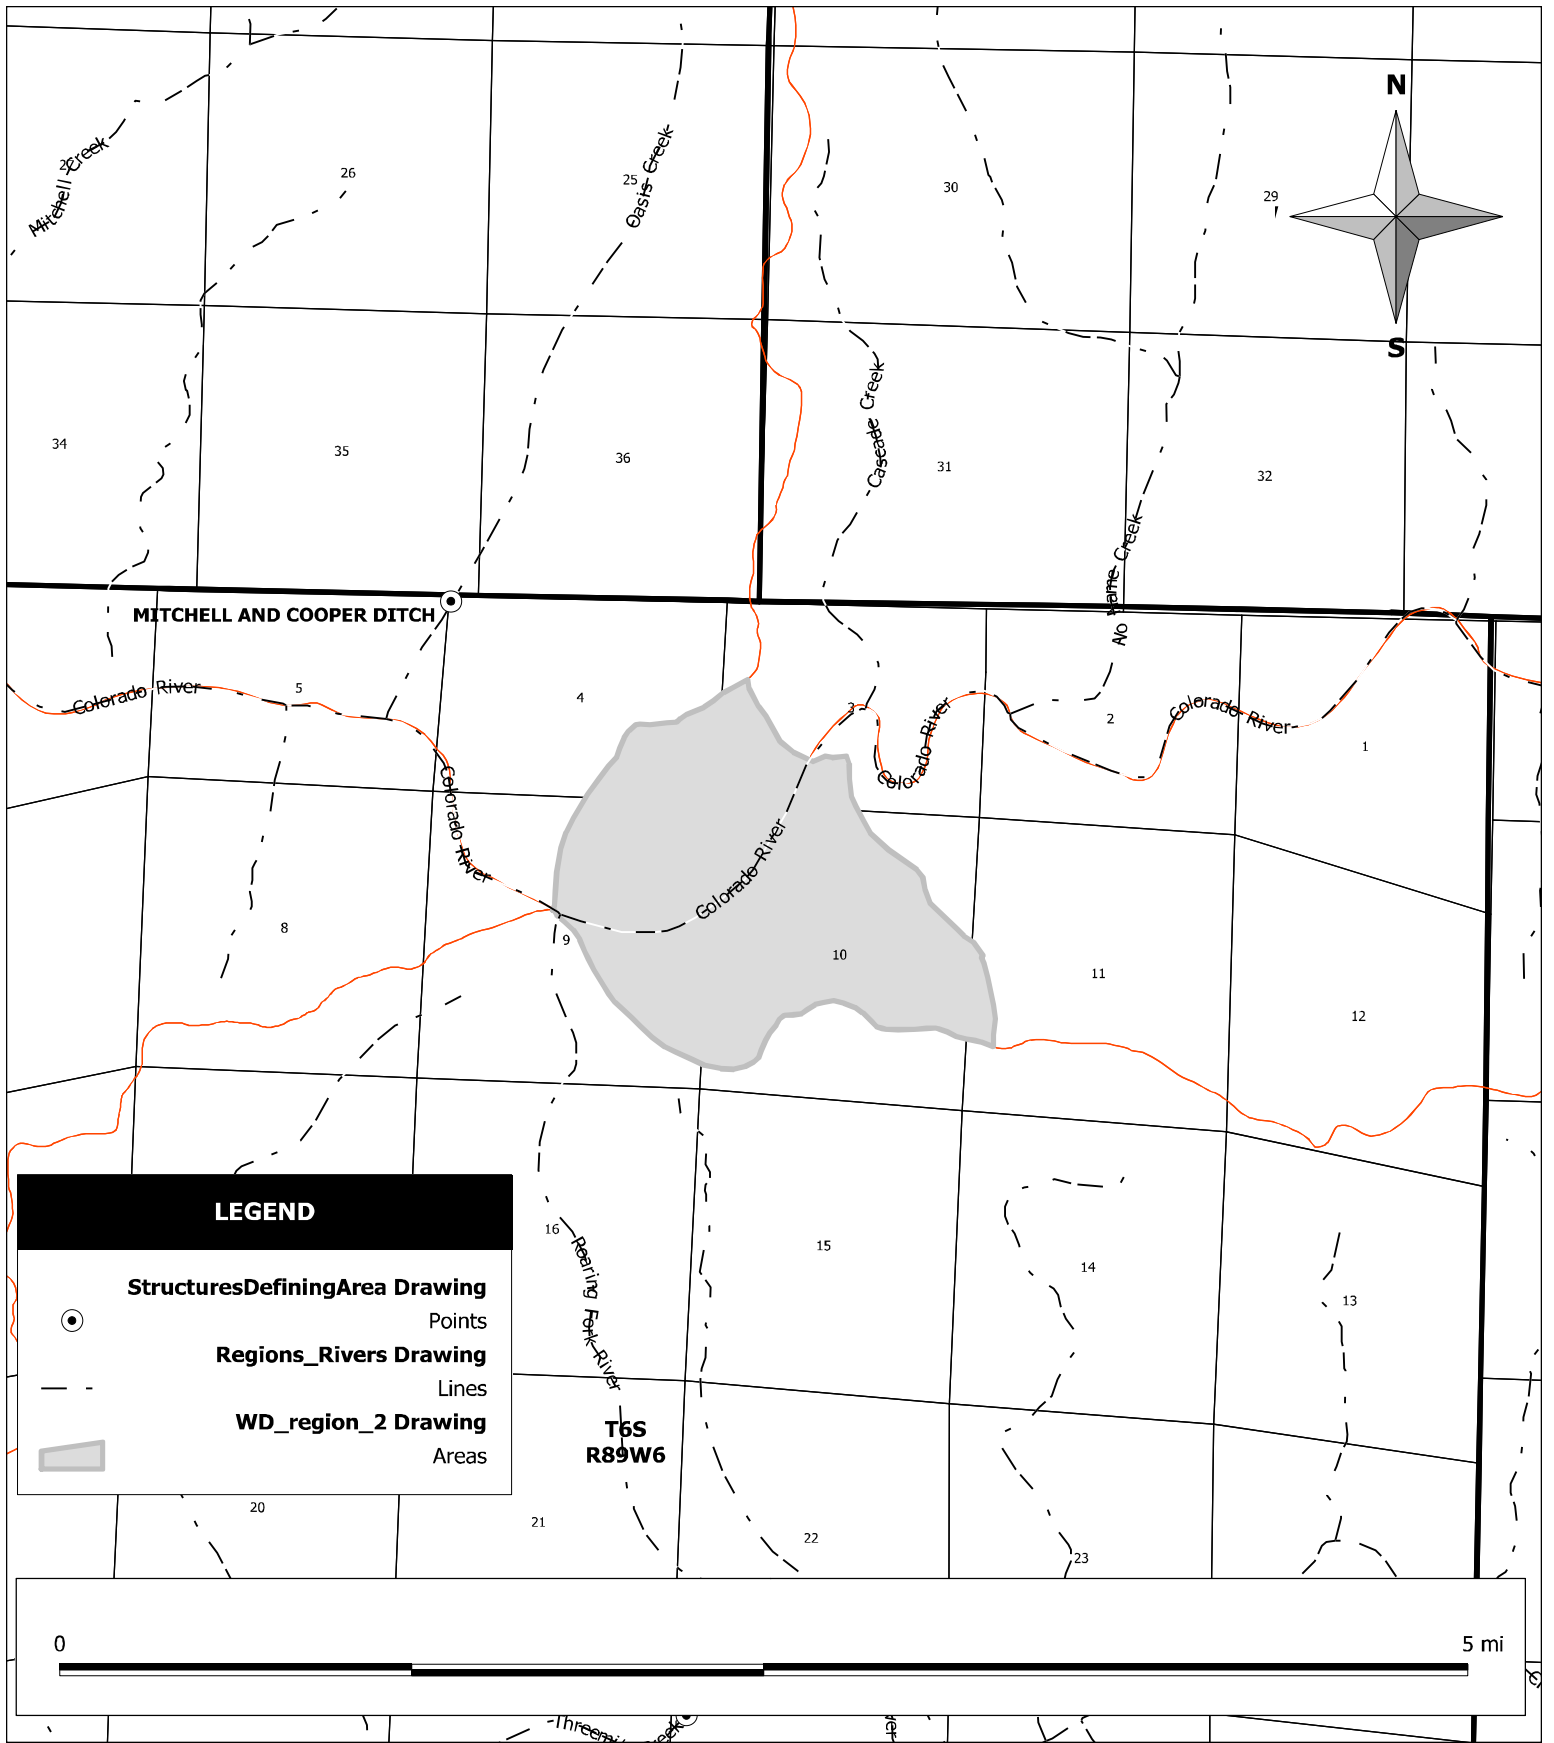 N
Mitchell Creek
26
25
Oasis Creek
30
29
S
34
35
36
Cascade Creek
31
32
No Name Creek
MITCHELL AND COOPER DITCH
Colorado River
5
4
3
Colorado River
2
Colorado River
1
Colorado River
Colorado River
8
9
10
11
12
LEGEND
StructuresDefiningArea Drawing
Points
Regions_Rivers Drawing
Lines
WD_region_2 Drawing
Areas
16
Roaring Fork River
15
14
13
T6S
R89W6
20
21
22
23
0
5 mi